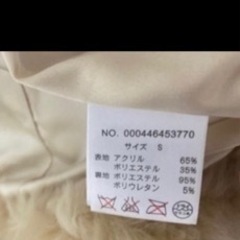 NO. 000446453770
サイズ S
表地 アクリル 65%
ポリエステル 35%
裏地 ポリエステル 95%
ポリウレタン 5%